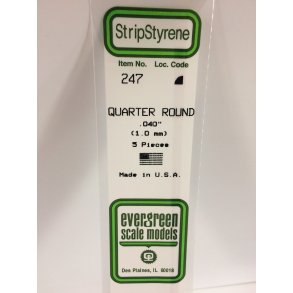 StripStyrene
Item No. Loc. Code
247
QUARTER ROUND
.040"
(1.0 mm)
5 Pieces
Made in U.S.A.
evergreen
scale models
Des Plaines, IL 60018